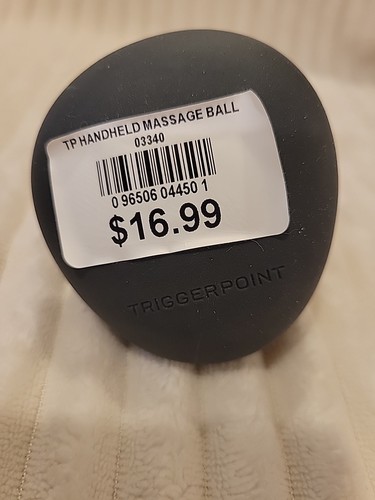 TP HANDHELD MASSAGE BALL
03340
0 96506 04450 1
$16.99
TRIGGERPOINT